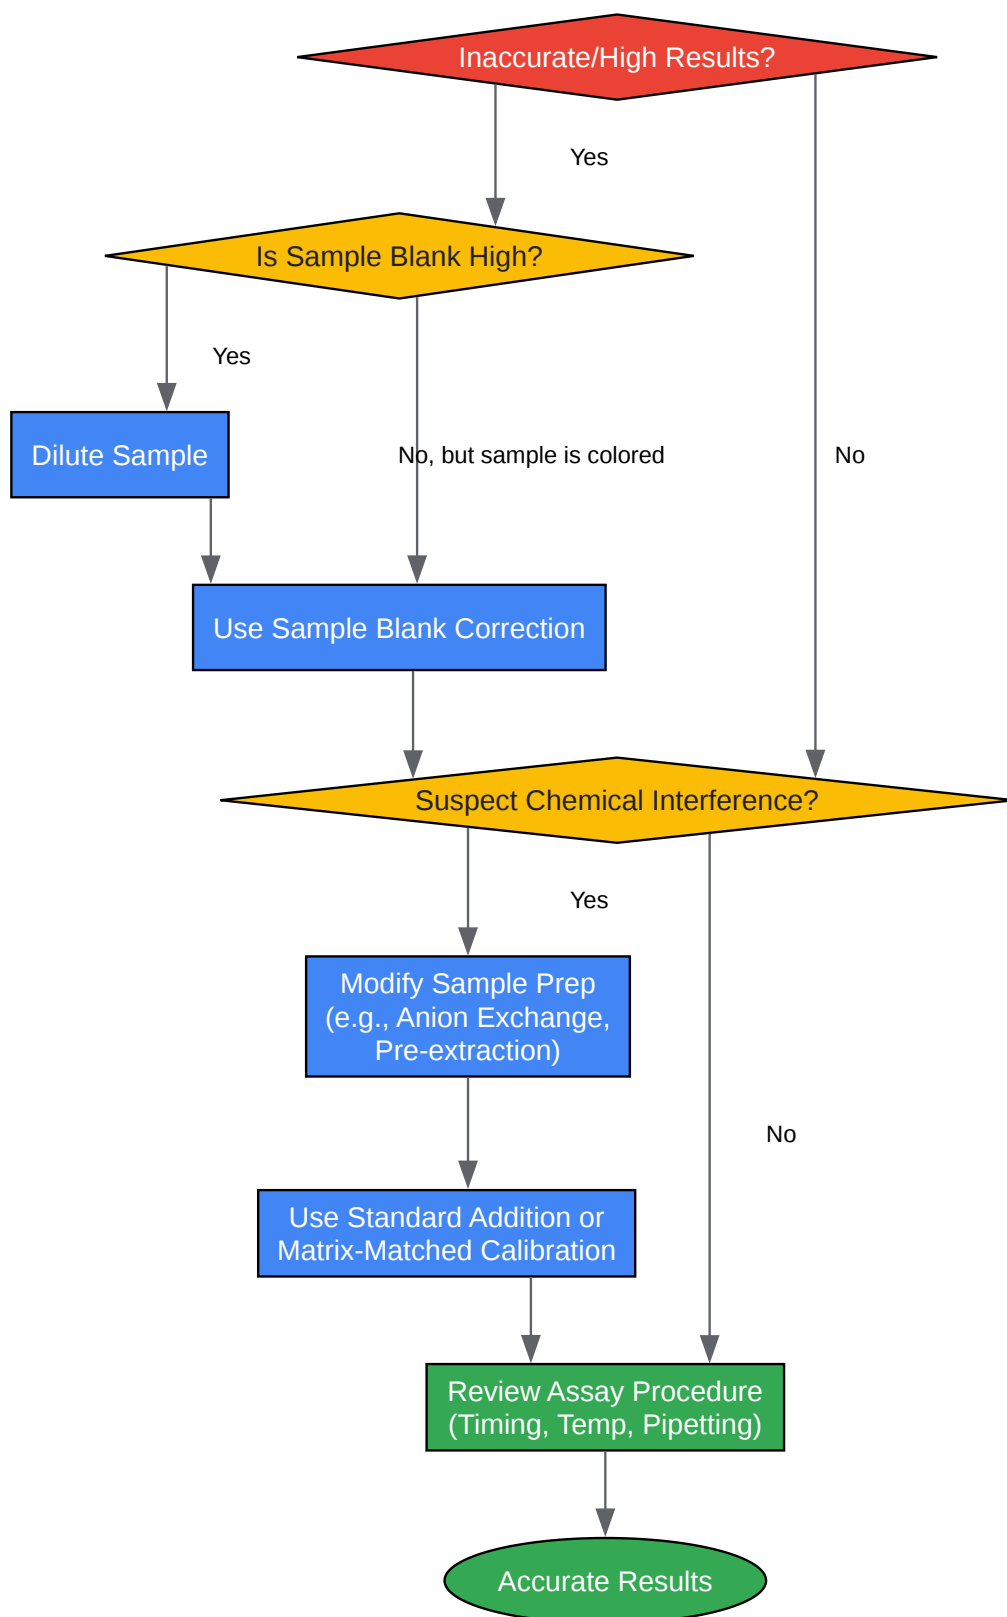 Inaccurate/High Results?
Yes
Is Sample Blank High?
Yes
Dilute Sample
No, but sample is colored
No
Use Sample Blank Correction
Suspect Chemical Interference?
Yes
Modify Sample Prep
(e.g., Anion Exchange,
Pre-extraction)
No
Use Standard Addition or
Matrix-Matched Calibration
Review Assay Procedure
(Timing, Temp, Pipetting)
Accurate Results